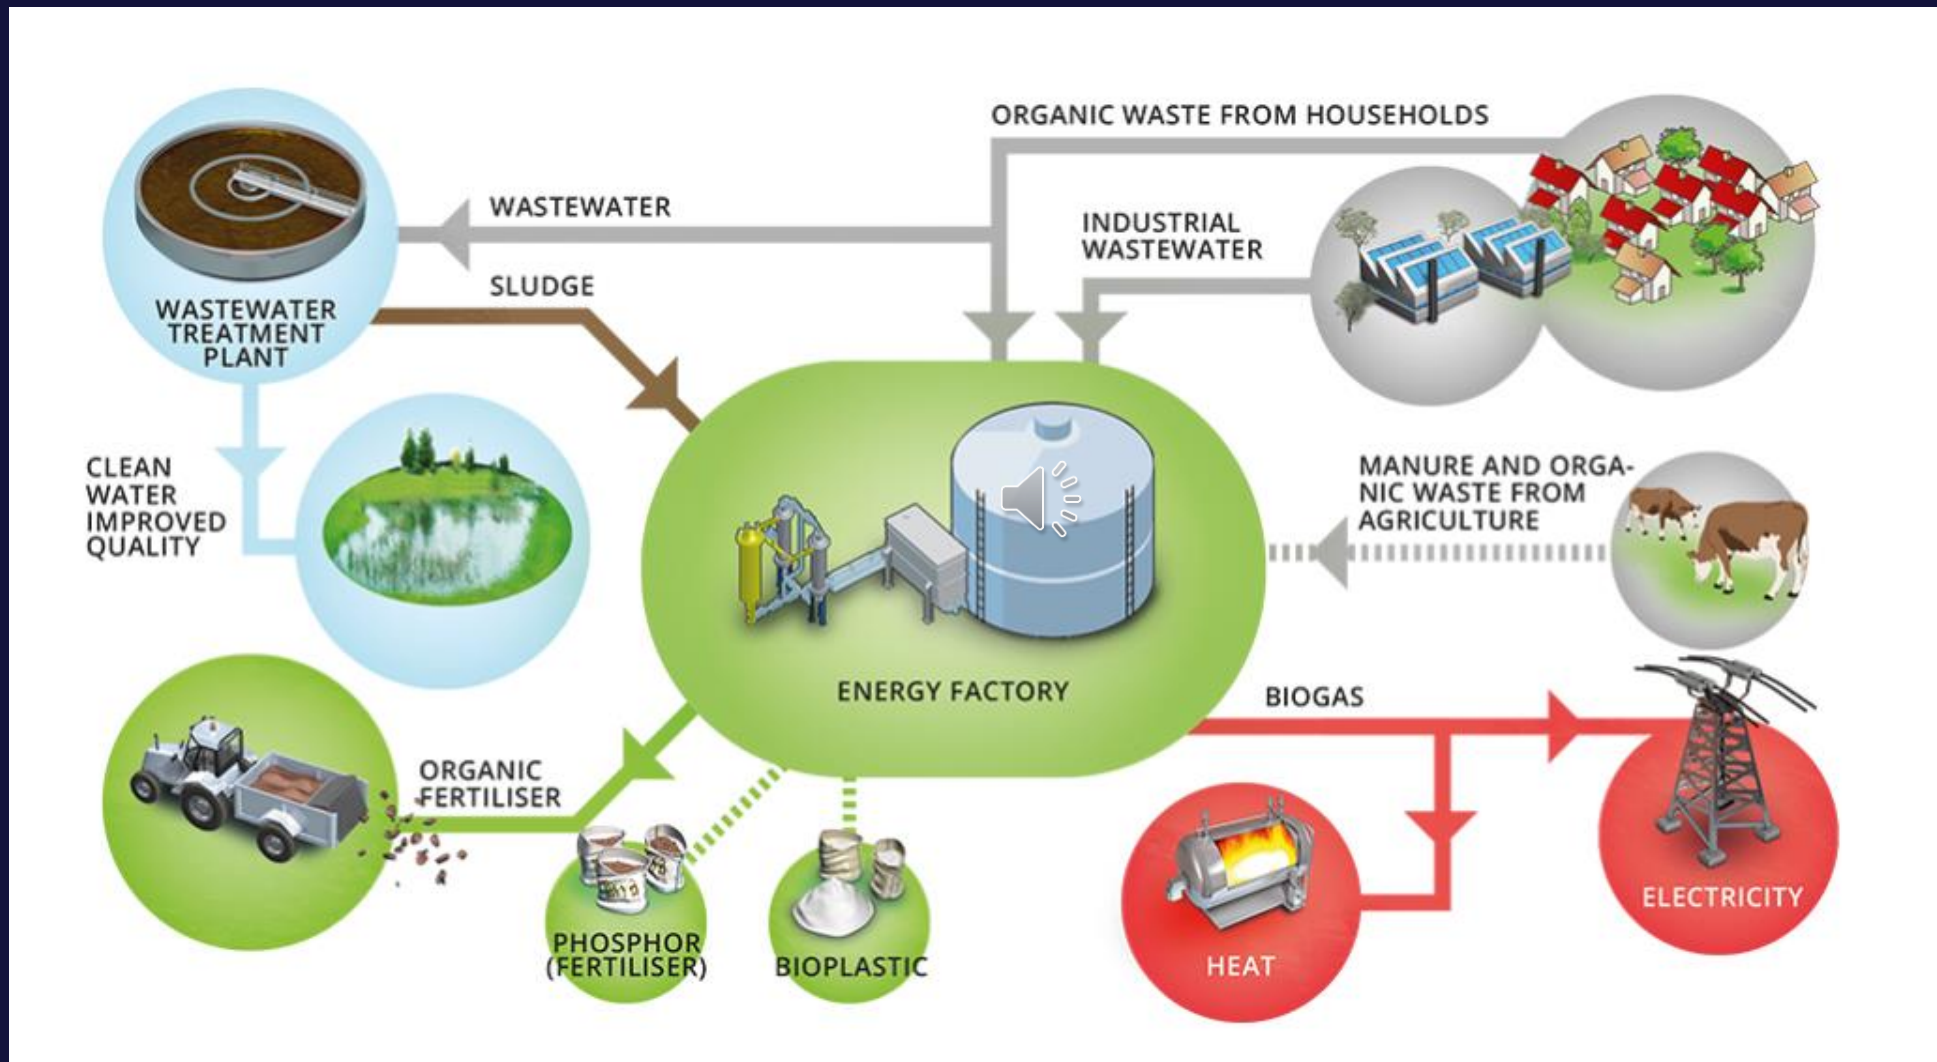 ORGANIC WASTE FROM HOUSEHOLDS
WASTEWATER
INDUSTRIAL
WASTEWATER
SLUDGE
WASTEWATER
TREATMENT
PLANT
CLEAN
WATER
IMPROVED
QUALITY
MANURE AND ORGA-
NIC WASTE FROM
AGRICULTURE
ENERGY FACTORY
BIOGAS
ORGANIC
FERTILISER
PHOSPHOR
(FERTILISER)
BIOPLASTIC
HEAT
ELECTRICITY